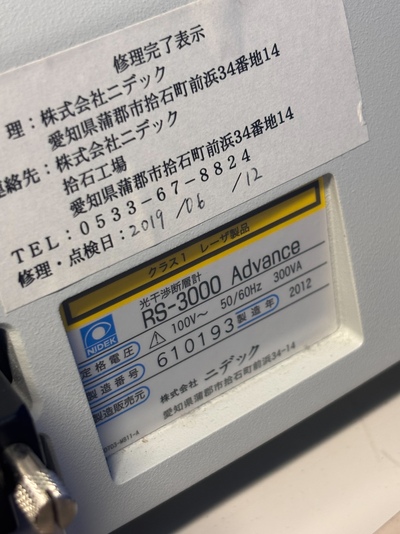 修理完了表示
理：株式会社ニデック
愛知県蒲郡市拾石町前浜34番地14
連絡先：株式会社ニデック
拾石工場
愛知県蒲郡市拾石町前浜34番地14
TEL：0533-67-8824
修理・点検日：2019/06/12
クラス1 レーザ製品
光干渉断層計
RS-3000 Advance
NIDEK
定格電圧 ⚠ 100V～ 50/60Hz 300VA
製造番号 610193 製造年 2012
製造販売元 株式会社 ニデック
愛知県蒲郡市拾石町前浜34-14